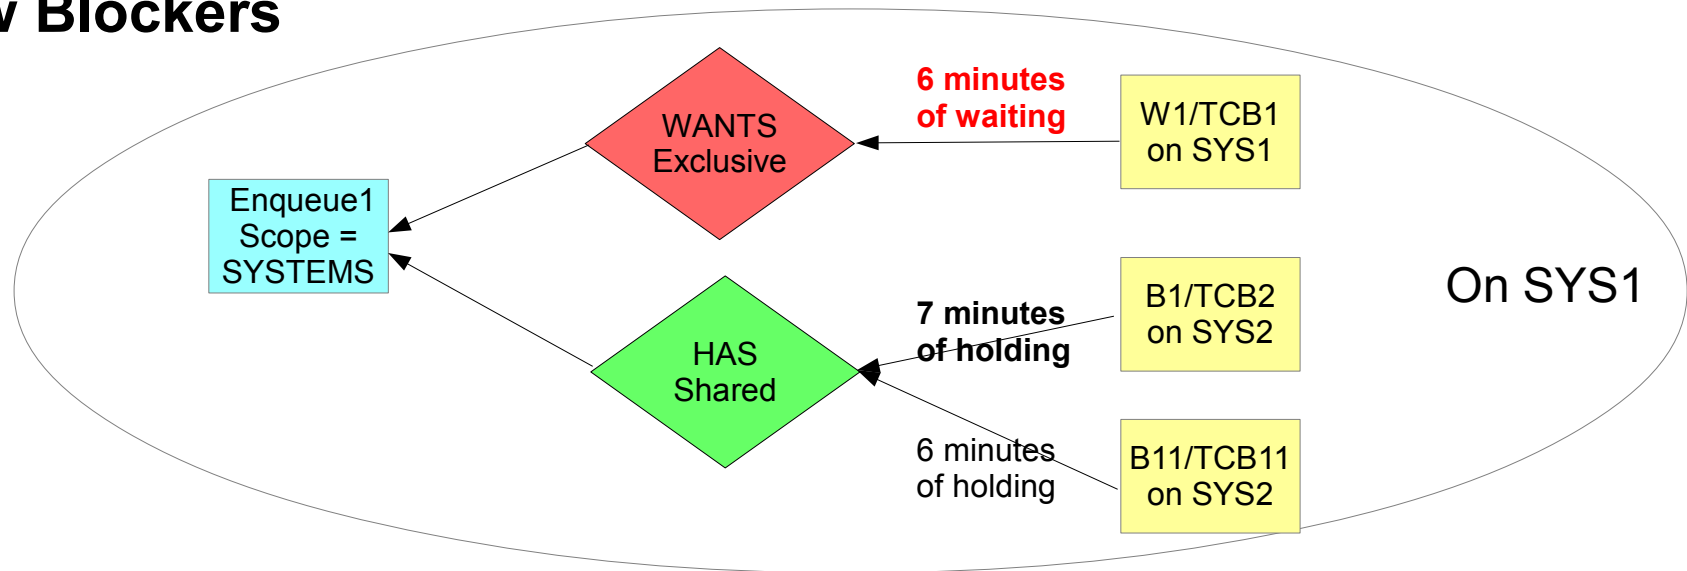 Blockers
WANTS
Exclusive
6 minutes
of waiting
W1/TCB1
on SYS1
Enqueue1
Scope =
SYSTEMS
HAS
Shared
7 minutes
of holding
B1/TCB2
on SYS2
On SYS1
6 minutes
of holding
B11/TCB11
on SYS2